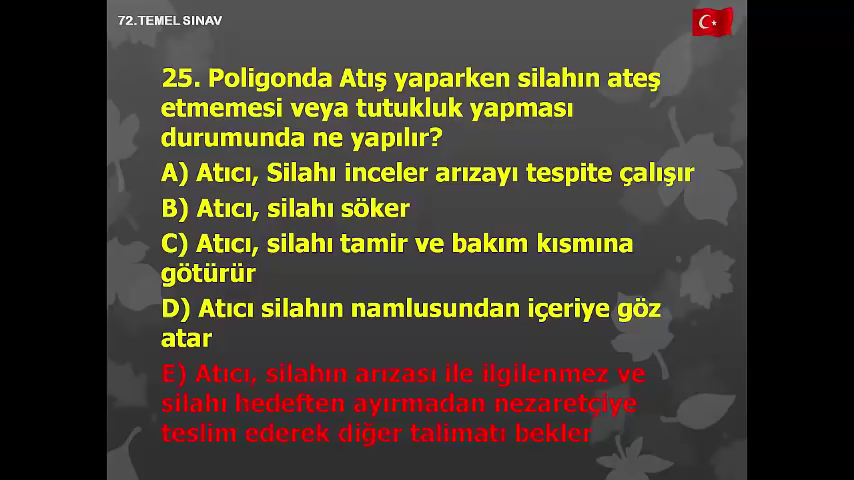 72.TEMEL SINAV
25. Poligonda Atış yaparken silahın ateş
etmemesi veya tutukluk yapması
durumunda ne yapılır?
A) Atıcı, Silahı inceler arızayı tespite çalışır
B) Atıcı, silahı söker
C) Atıcı, silahı tamir ve bakım kısmına
götürür
D) Atıcı silahın namlusundan içeriye göz
atar
E) Atıcı, silahın arızası ile ilgilenmez ve
silahı hedeften ayırmadan nezaretçiye
teslim ederek diğer talimatı bekler